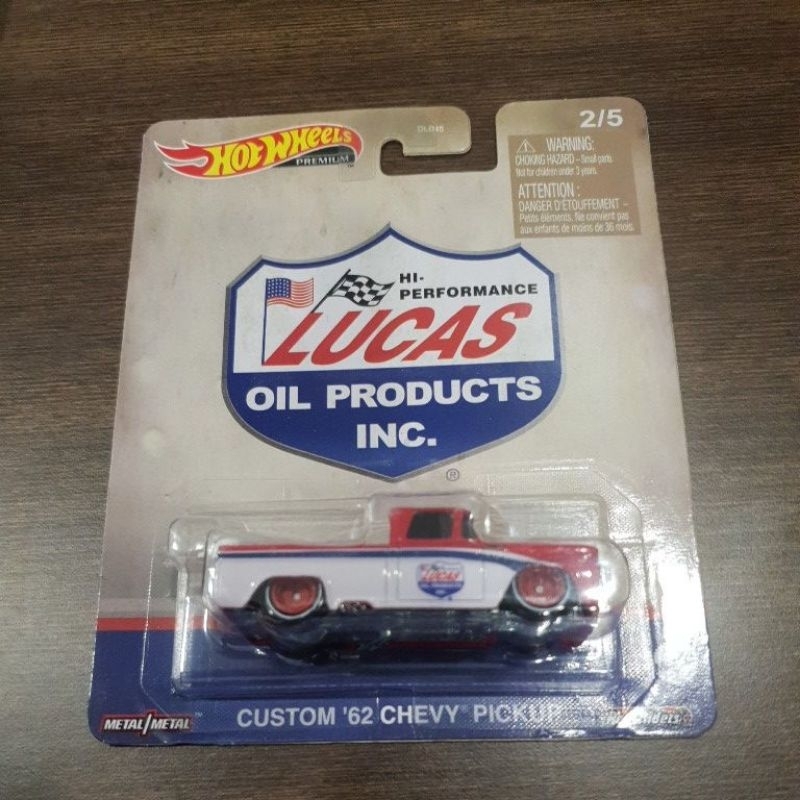 HOT WHEELS
PREMIUM
DLB45
2/5
WARNING:
CHOKING HAZARD – Small parts
Not for children under 3 years.
ATTENTION :
DANGER D'ÉTOUFFEMENT –
Petits éléments. Ne convient pas
aux enfants de moins de 36 mois.
HI-
PERFORMANCE
LUCAS
OIL PRODUCTS
INC.
®
LUCAS
METAL/METAL™
CUSTOM '62 CHEVY PICKUP